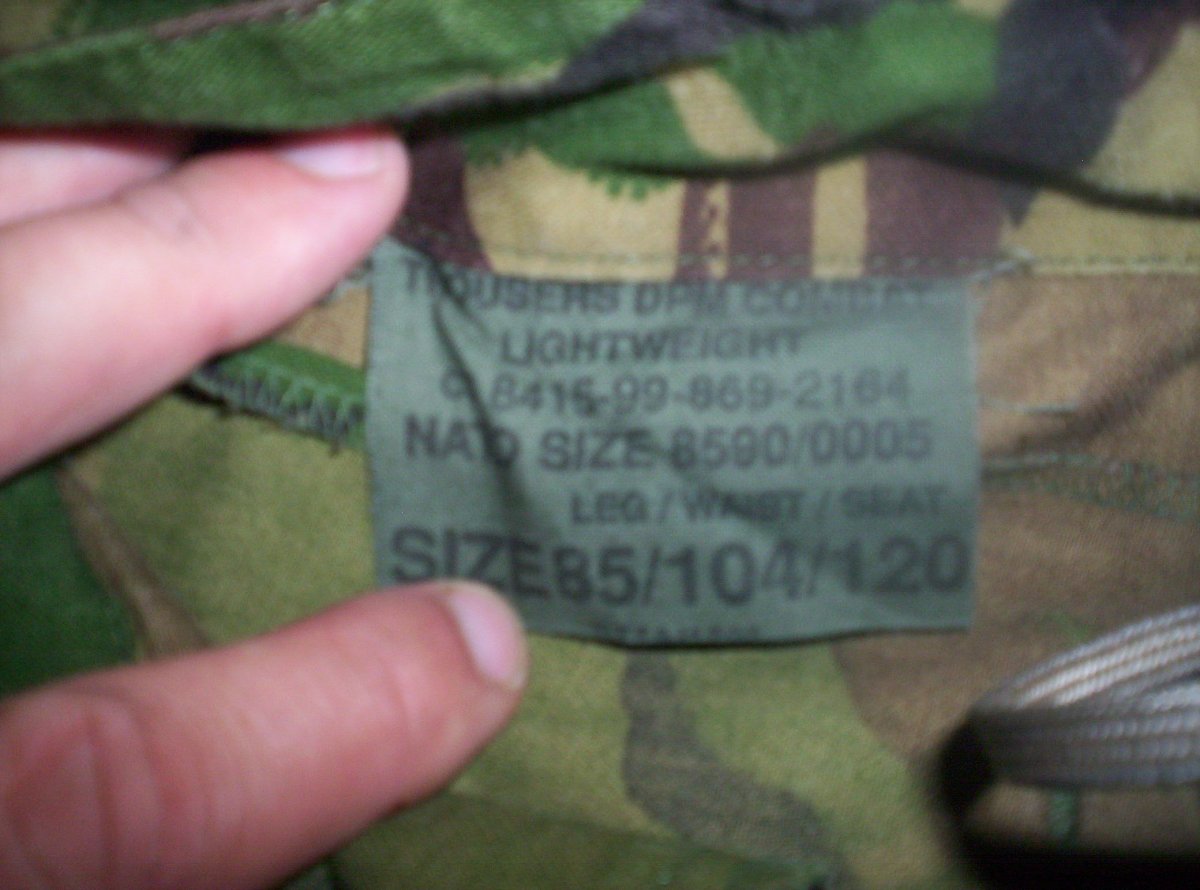 TROUSERS DPM COMBAT
LIGHTWEIGHT
8415-99-869-2164
NATO SIZE 8590/0005
LEG / WAIST / SEAT
SIZE 85/104/120